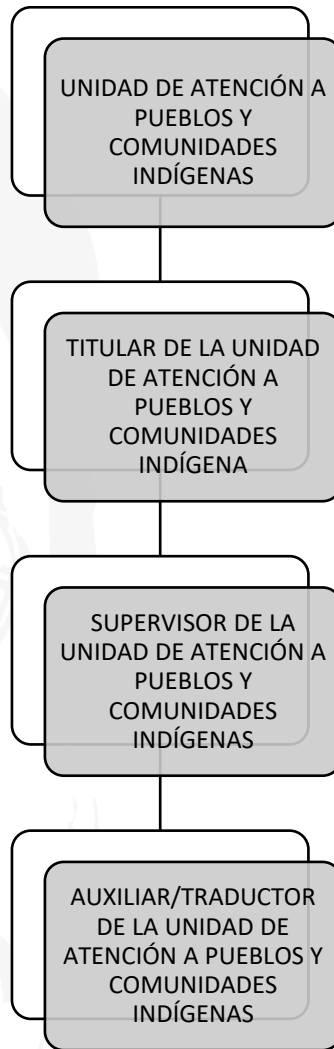 UNIDAD DE ATENCIÓN A
PUEBLOS Y
COMUNIDADES
INDÍGENAS
TITULAR DE LA UNIDAD
DE ATENCIÓN A
PUEBLOS Y
COMUNIDADES
INDÍGENA
SUPERVISOR DE LA
UNIDAD DE ATENCIÓN A
PUEBLOS Y
COMUNIDADES
INDÍGENAS
AUXILIAR/TRADUCTOR
DE LA UNIDAD DE
ATENCIÓN A PUEBLOS Y
COMUNIDADES
INDÍGENAS